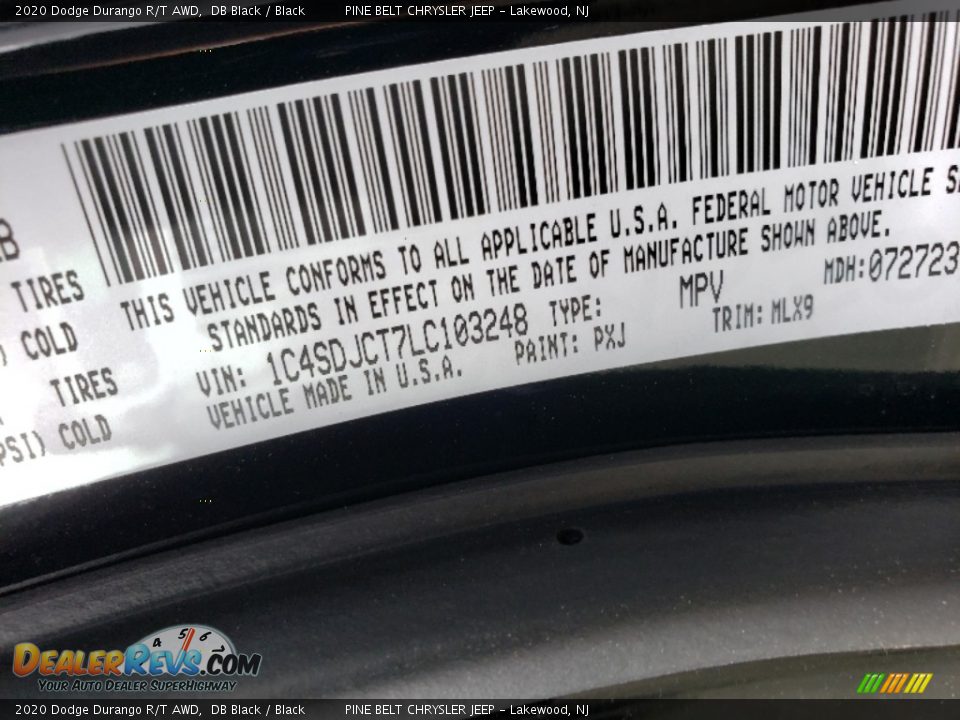 2020 Dodge Durango R/T AWD, DB Black / Black PINE BELT CHRYSLER JEEP - Lakewood, NJ
TIRES
COLD
TIRES
PSI) COLD
THIS VEHICLE CONFORMS TO ALL APPLICABLE U.S.A. FEDERAL MOTOR VEHICLE
STANDARDS IN EFFECT ON THE DATE OF MANUFACTURE SHOWN ABOVE.
VIN: 1C4SDJCT7LC103248 TYPE: MPV MDH:072723
VEHICLE MADE IN U.S.A. PAINT: PXJ TRIM: MLX9
4 5 6
DEALERREVS.COM
YOUR AUTO DEALER SUPERHIGHWAY
2020 Dodge Durango R/T AWD, DB Black / Black PINE BELT CHRYSLER JEEP - Lakewood, NJ